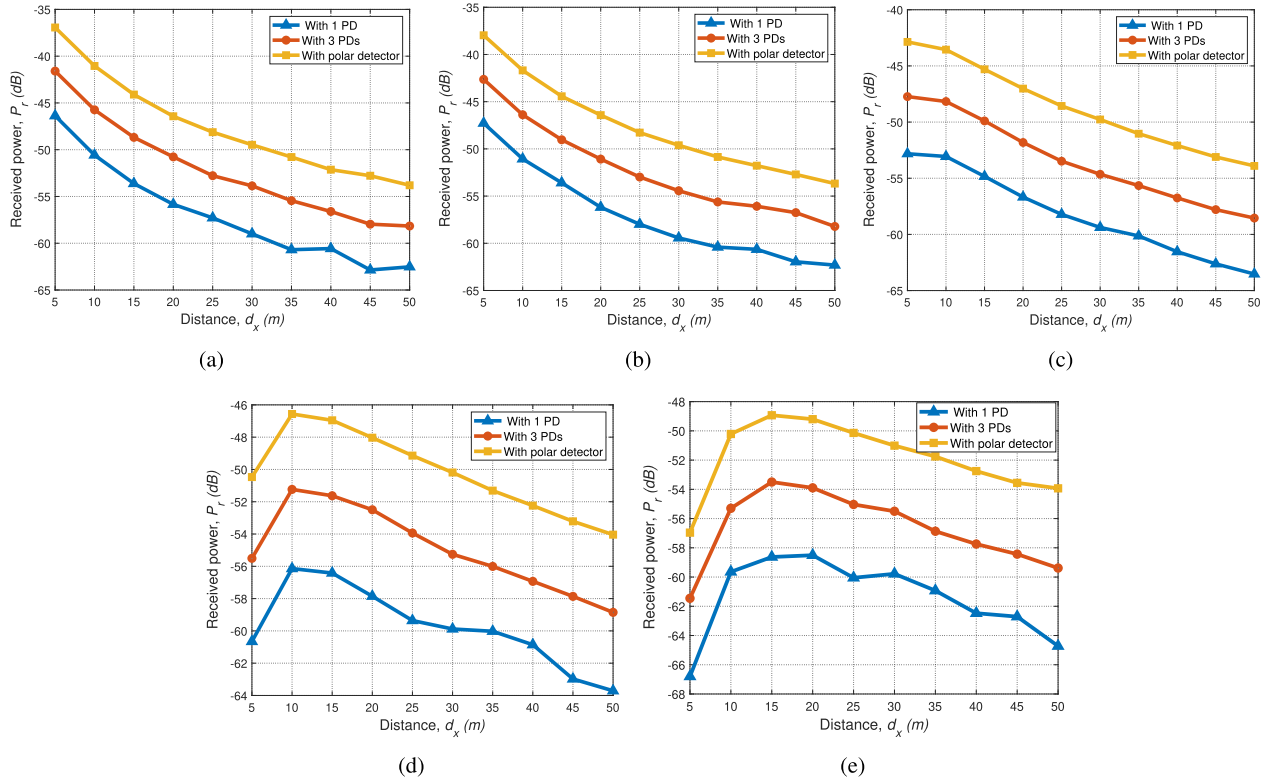 -35
-40
-45
-50
-55
-60
-65
Received power, P_r (dB)
With 1 PD
With 3 PDs
With polar detector
5 10 15 20 25 30 35 40 45 50
Distance, d_x (m)
(a)
-35
-40
-45
-50
-55
-60
-65
Received power, P_r (dB)
With 1 PD
With 3 PDs
With polar detector
5 10 15 20 25 30 35 40 45 50
Distance, d_x (m)
(b)
-40
-45
-50
-55
-60
-65
Received power, P_r (dB)
With 1 PD
With 3 PDs
With polar detector
5 10 15 20 25 30 35 40 45 50
Distance, d_x (m)
(c)
-46
-48
-50
-52
-54
-56
-58
-60
-62
-64
Received power, P_r (dB)
With 1 PD
With 3 PDs
With polar detector
5 10 15 20 25 30 35 40 45 50
Distance, d_x (m)
(d)
-48
-50
-52
-54
-56
-58
-60
-62
-64
-66
-68
Received power, P_r (dB)
With 1 PD
With 3 PDs
With polar detector
5 10 15 20 25 30 35 40 45 50
Distance, d_x (m)
(e)